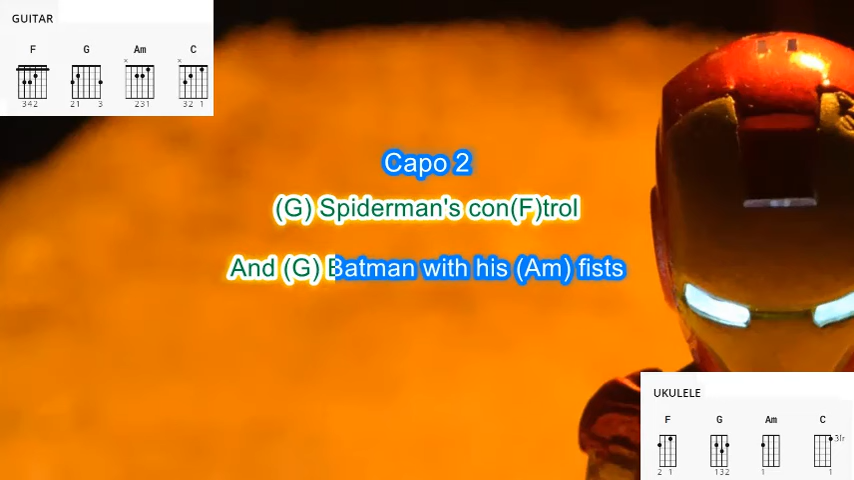 GUITAR
F G Am C
× ×
342 21 3 231 32 1
Capo 2
(G) Spiderman's con(F)trol
And (G) Batman with his (Am) fists
UKULELE
F G Am C
3fr
2 1 132 1 1